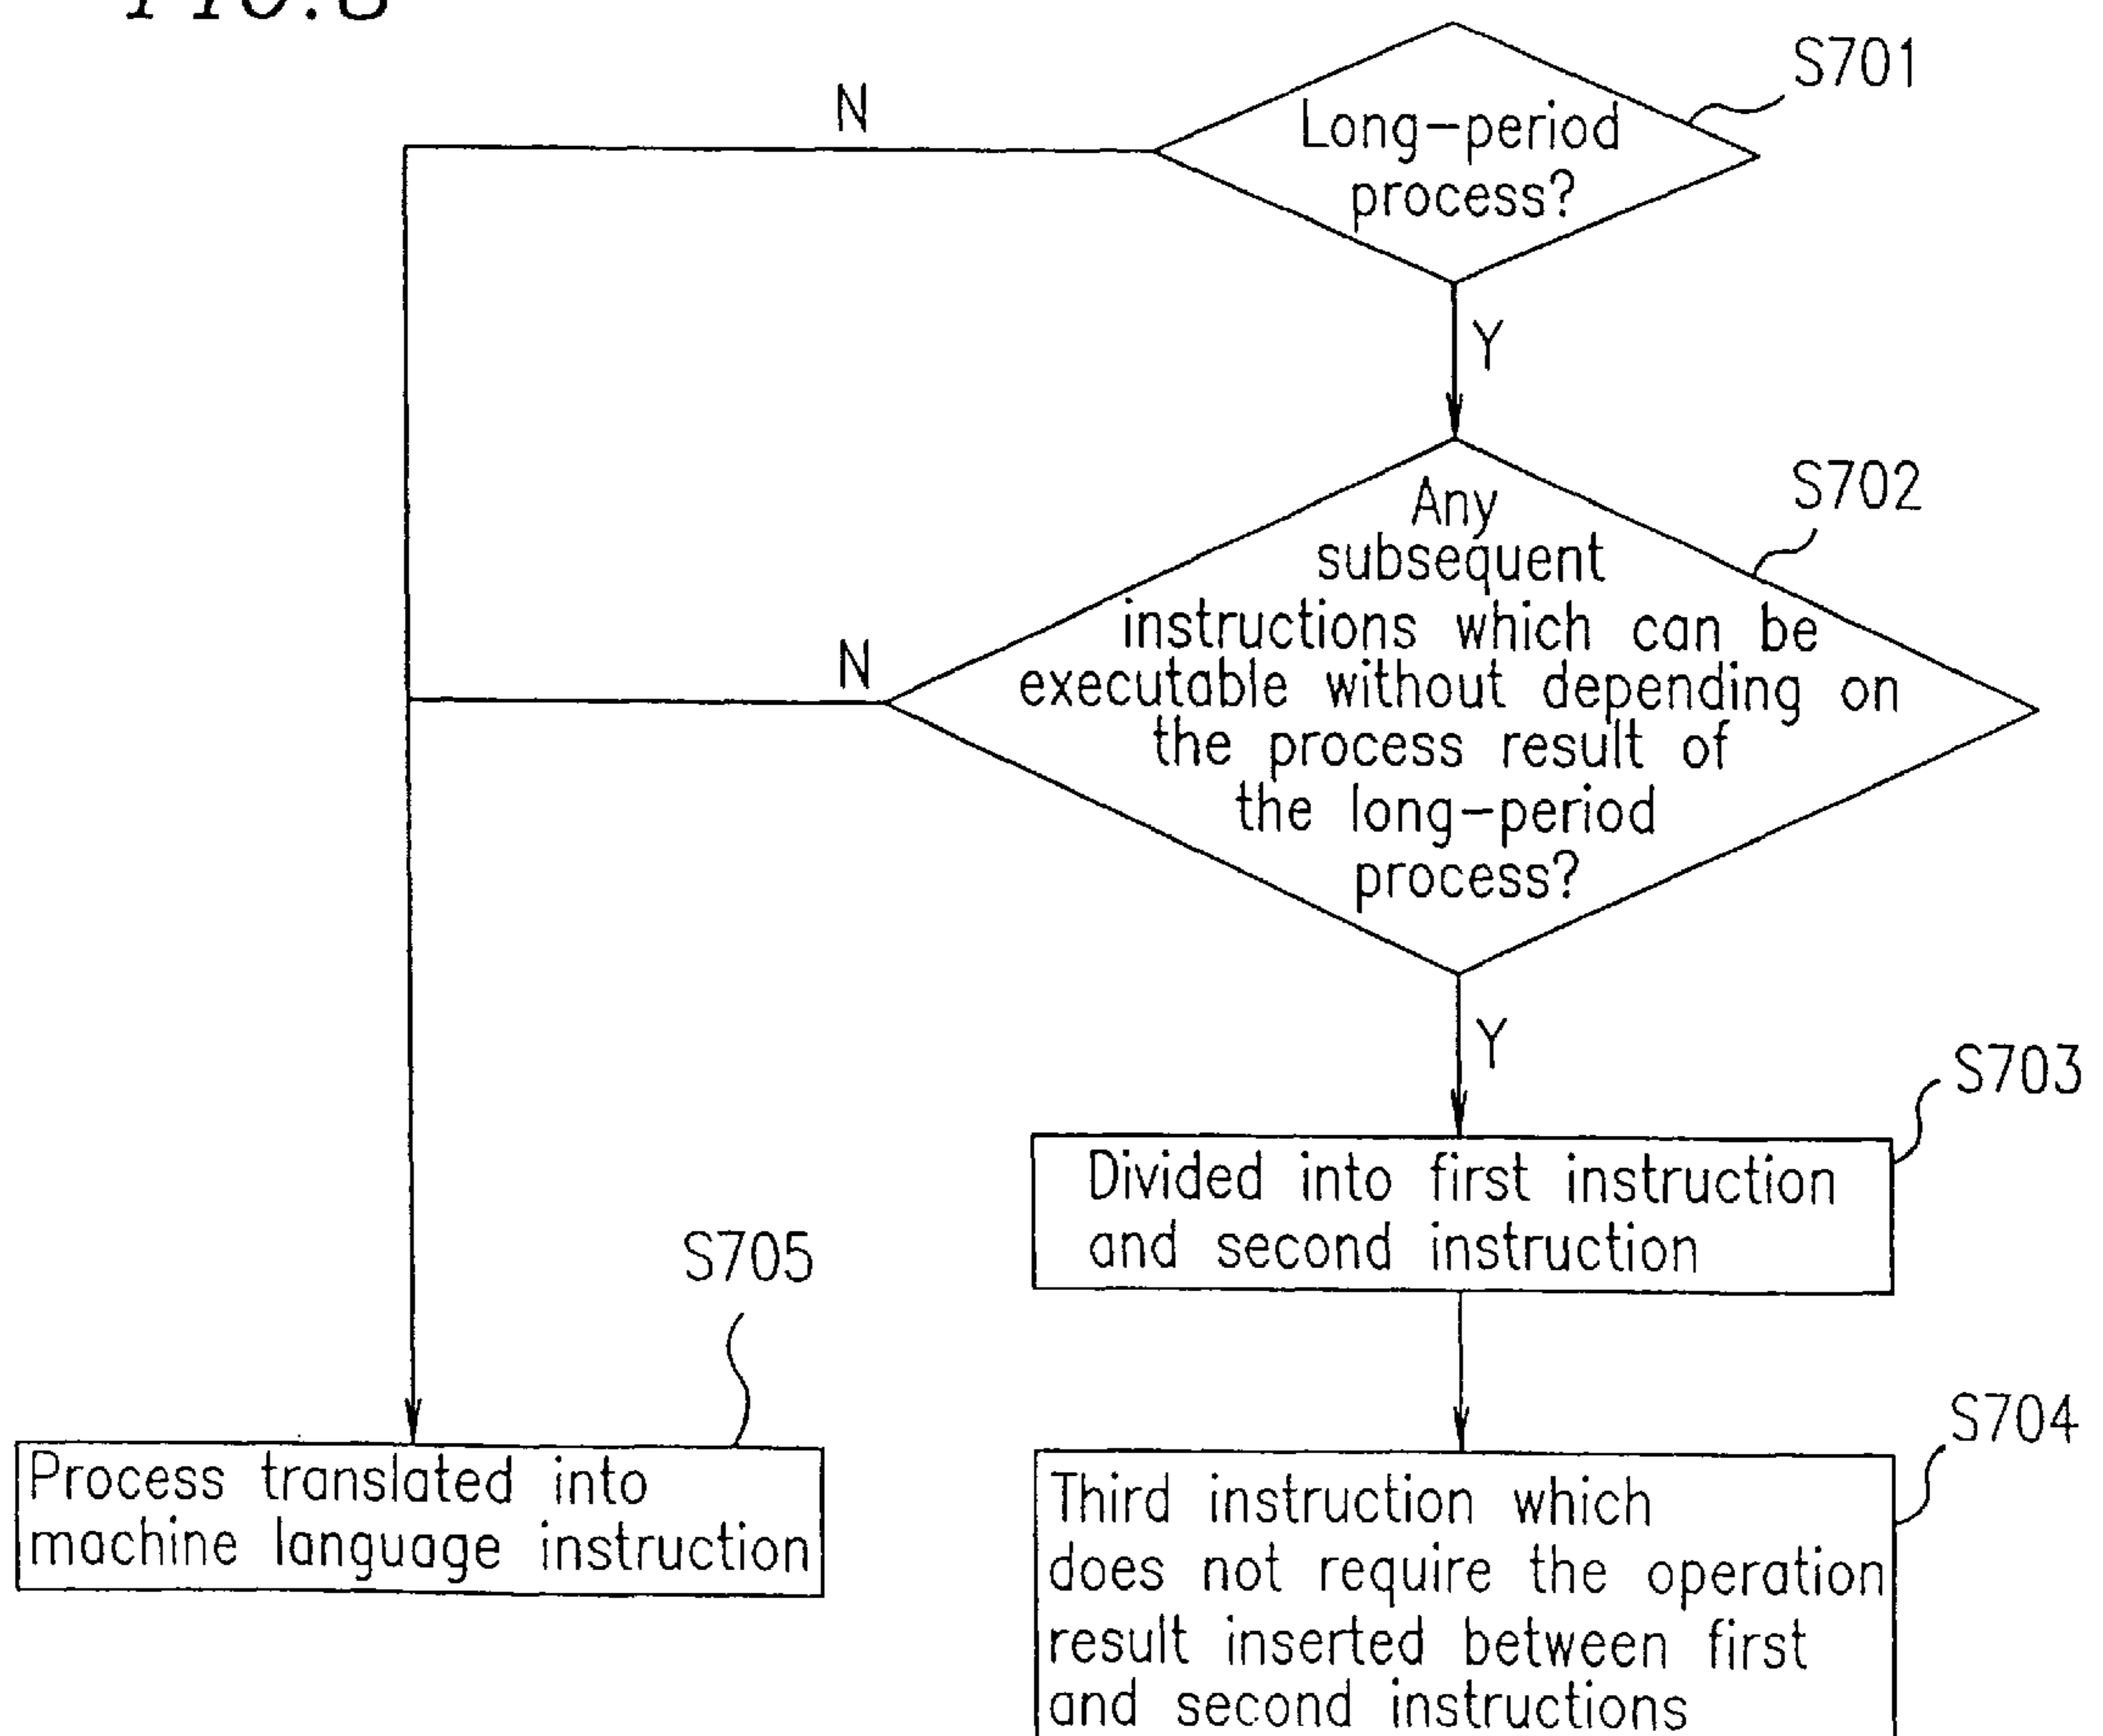 S701
N
Long-period
process?
Y
S702
Any
subsequent
instructions which can be
executable without depending on
the process result of
the long-period
process?
N
Y
S703
Divided into first instruction
and second instruction
S705
Process translated into
machine language instruction
S704
Third instruction which
does not require the operation
result inserted between first
and second instructions